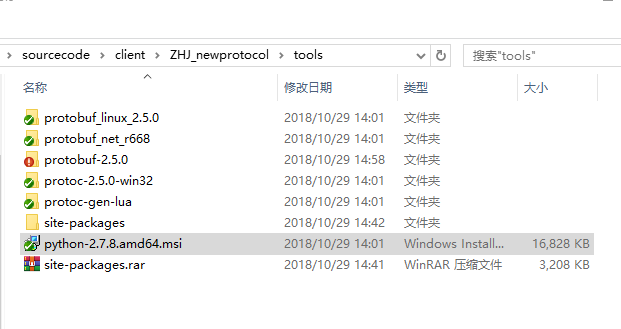 sourcecode > client > ZHJ_newprotocol > tools 搜索"tools"
名称 修改日期 类型 大小
protobuf_linux_2.5.0 2018/10/29 14:01 文件夹
protobuf_net_r668 2018/10/29 14:01 文件夹
protobuf-2.5.0 2018/10/29 14:58 文件夹
protoc-2.5.0-win32 2018/10/29 14:01 文件夹
protoc-gen-lua 2018/10/29 14:01 文件夹
site-packages 2018/10/29 14:42 文件夹
python-2.7.8.amd64.msi 2018/10/29 14:01 Windows Install... 16,828 KB
site-packages.rar 2018/10/29 14:41 WinRAR 压缩文件 3,208 KB